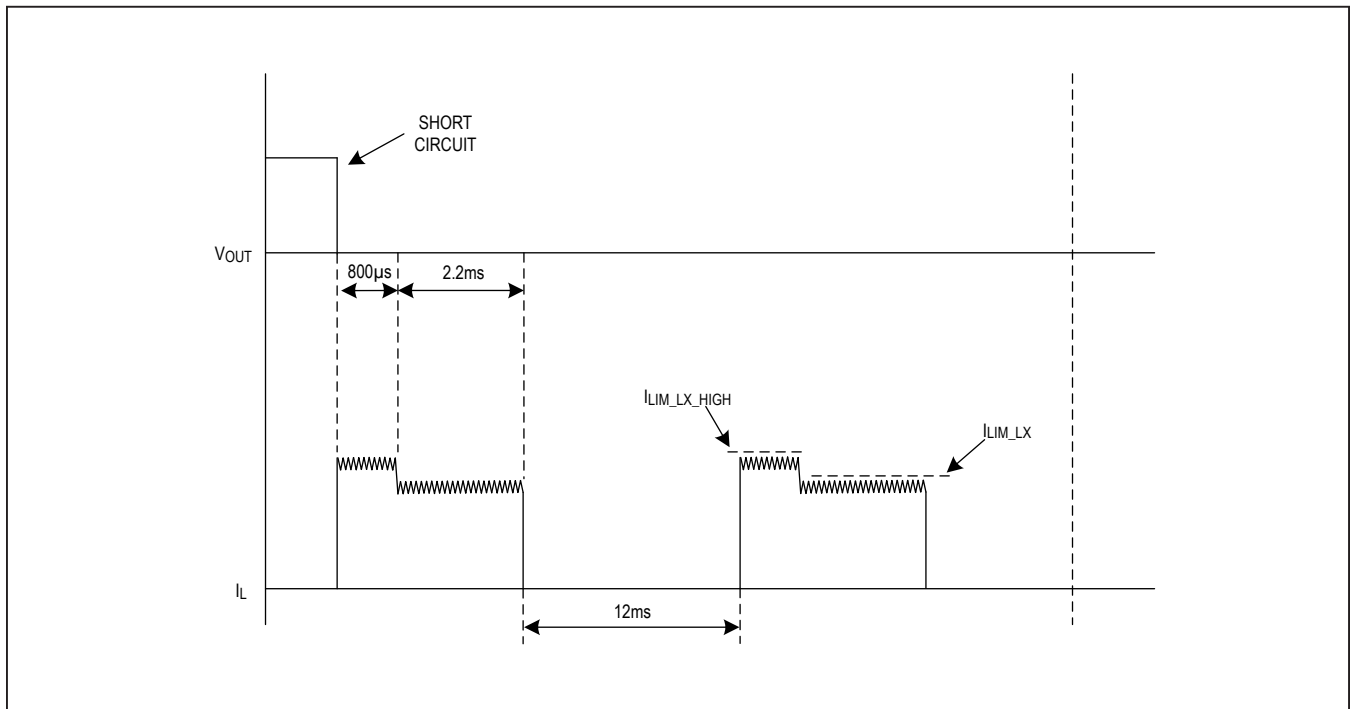 SHORT
CIRCUIT
VOUT
800µs
2.2ms
ILIM_LX_HIGH
ILIM_LX
IL
12ms